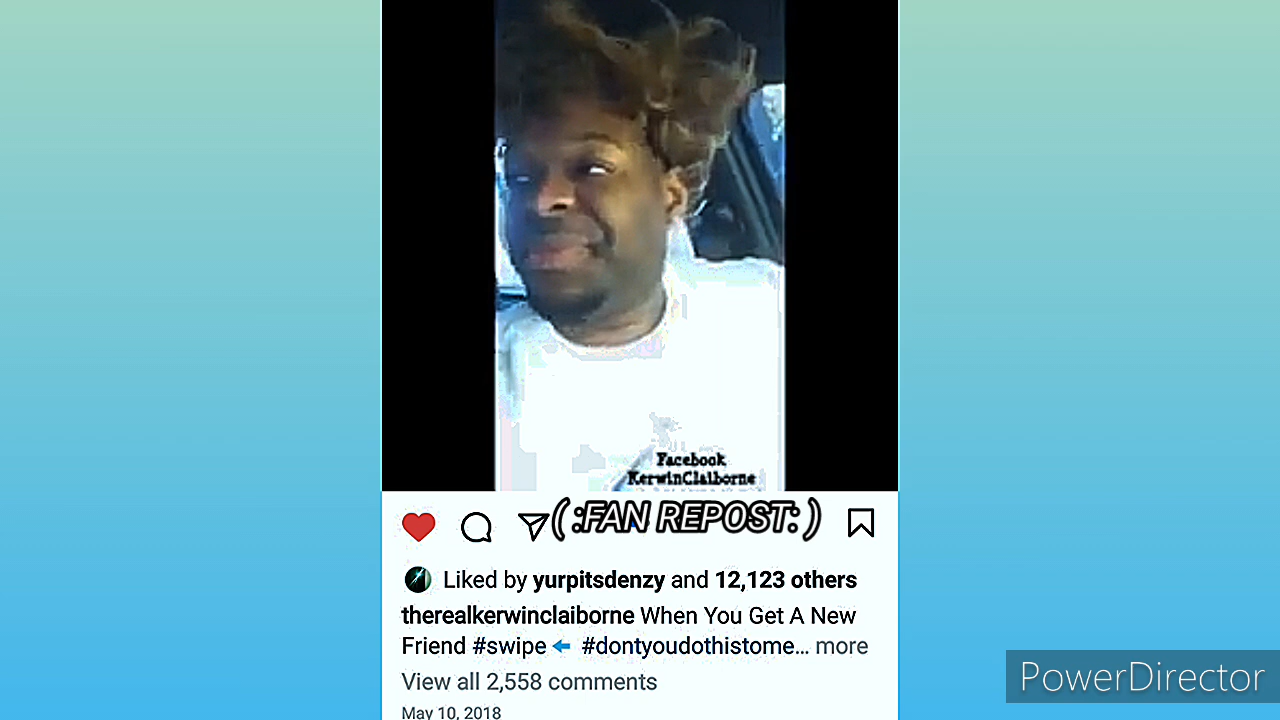 Facebook
KerwinClaiborne
( :FAN REPOST: )
Liked by yurpitsdenzy and 12,123 others
therealkerwinclaiborne When You Get A New
Friend #swipe #dontyoudothistome... more
View all 2,558 comments
May 10, 2018
PowerDirector